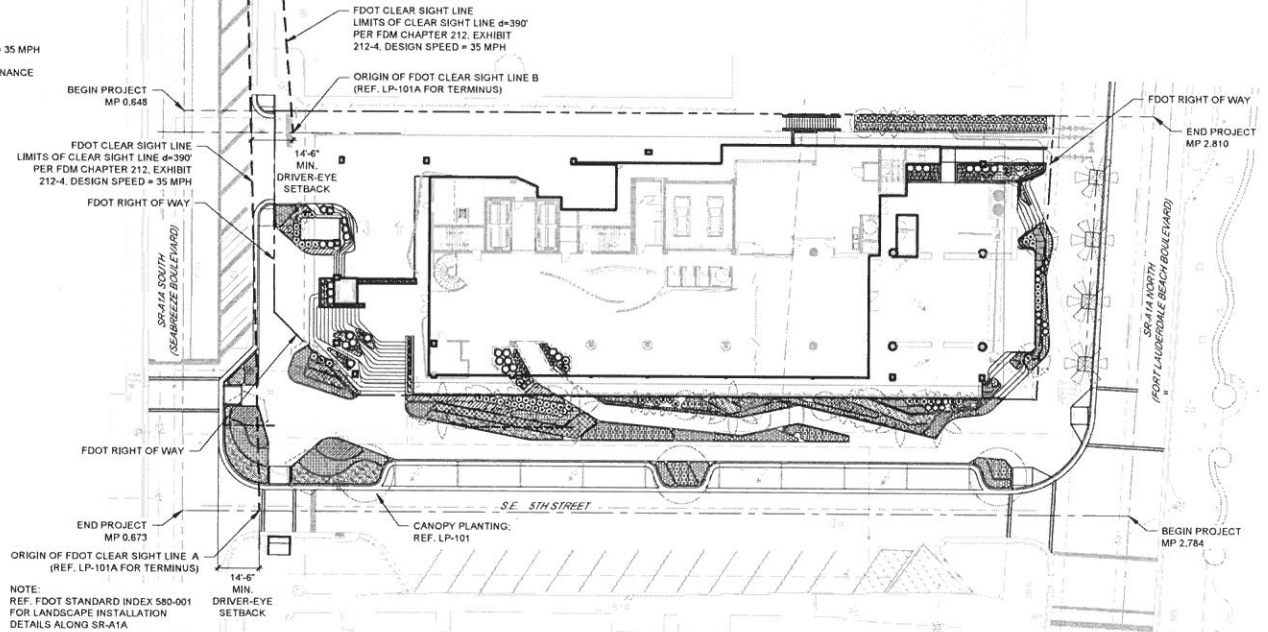 FDOT CLEAR SIGHT LINE
LIMITS OF CLEAR SIGHT LINE d=390'
PER FDM CHAPTER 212, EXHIBIT
212-4, DESIGN SPEED = 35 MPH
= 35 MPH
NANCE
ORIGIN OF FDOT CLEAR SIGHT LINE B
(REF. LP-101A FOR TERMINUS)
BEGIN PROJECT
MP 0.648
FDOT RIGHT OF WAY
END PROJECT
MP 2.810
FDOT CLEAR SIGHT LINE
LIMITS OF CLEAR SIGHT LINE d=390'
PER FDM CHAPTER 212, EXHIBIT
212-4, DESIGN SPEED = 35 MPH
14'-6"
MIN.
DRIVER-EYE
SETBACK
FDOT RIGHT OF WAY
SR-A1A SOUTH
(SEABREEZE BOULEVARD)
SR-A1A NORTH
(FORT LAUDERDALE BEACH BOULEVARD)
FDOT RIGHT OF WAY
S.E. 5TH STREET
END PROJECT
MP 0.673
CANOPY PLANTING;
REF. LP-101
BEGIN PROJECT
MP 2.784
ORIGIN OF FDOT CLEAR SIGHT LINE A
(REF. LP-101A FOR TERMINUS)
14'-6"
MIN.
DRIVER-EYE
SETBACK
NOTE:
REF. FDOT STANDARD INDEX 580-001
FOR LANDSCAPE INSTALLATION
DETAILS ALONG SR-A1A